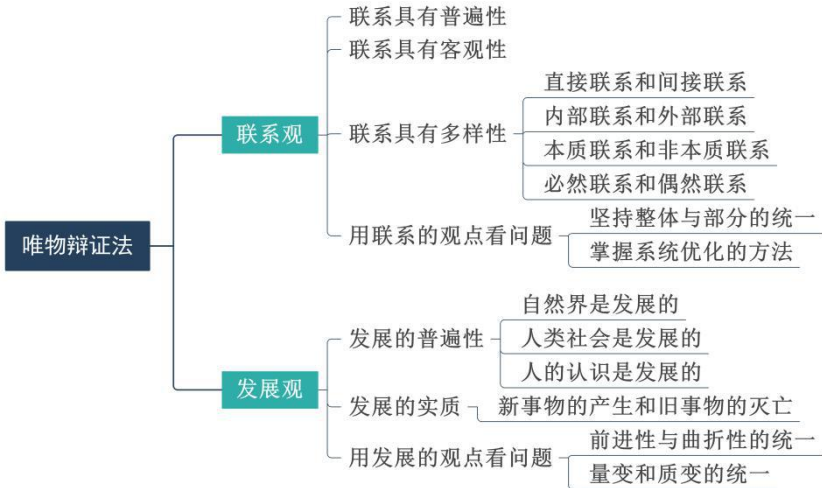 唯物辩证法
联系观
联系具有普遍性
联系具有客观性
联系具有多样性
直接联系和间接联系
内部联系和外部联系
本质联系和非本质联系
必然联系和偶然联系
用联系的观点看问题
坚持整体与部分的统一
掌握系统优化的方法
发展观
发展的普遍性
自然界是发展的
人类社会是发展的
人的认识是发展的
发展的实质
新事物的产生和旧事物的灭亡
用发展的观点看问题
前进性与曲折性的统一
量变和质变的统一